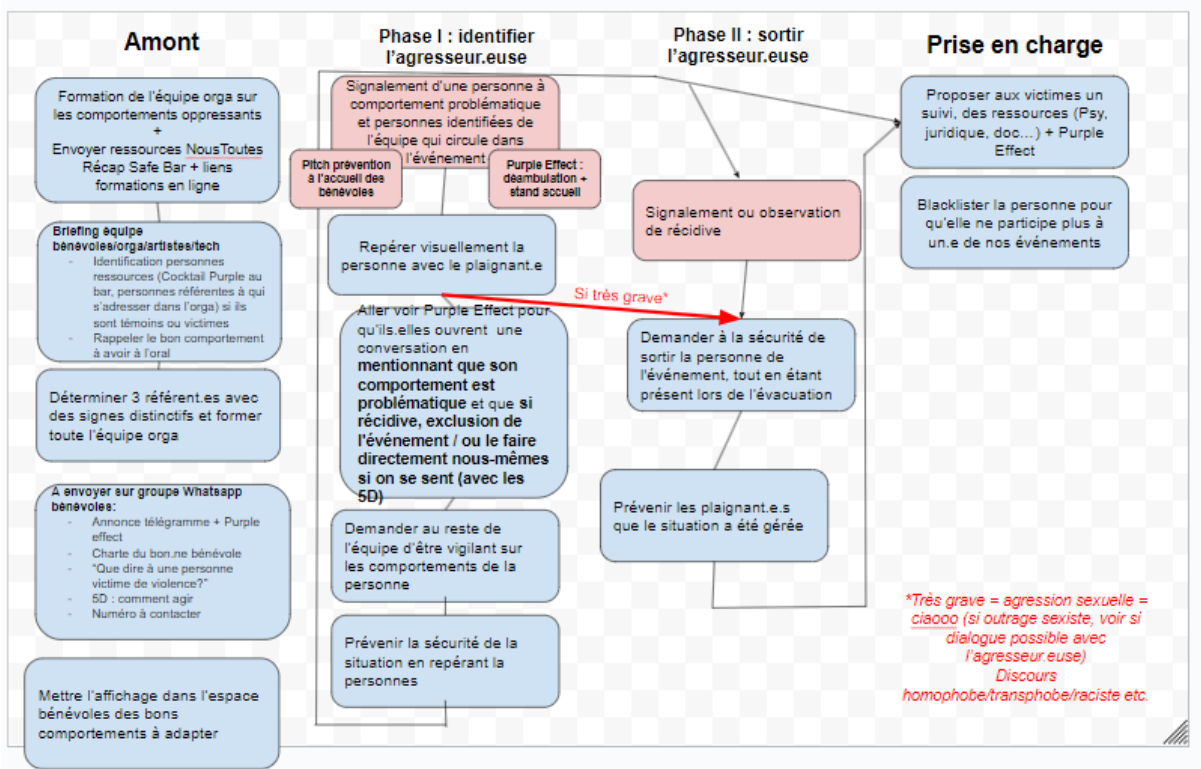 Amont
Formation de l'équipe orga sur
les comportements oppressants
+
Envoyer ressources NousToutes
Récap Safe Bar + liens
formations en ligne
Briefing équipe
bénévoles/orga/artistes/tech
- Identification personnes
ressources (Cocktail Purple au
bar, personnes référentes à qui
s'adresser dans l'orga) si ils
sont témoins ou victimes
- Rappeler le bon comportement
à avoir à l'oral
Déterminer 3 référent.es avec
des signes distinctifs et former
toute l'équipe orga
A envoyer sur groupe Whatsapp
bénévoles:
- Annonce télégramme + Purple
effect
- Charte du bon.ne bénévole
- "Que dire à une personne
victime de violence?"
- 5D : comment agir
- Numéro à contacter
Mettre l'affichage dans l'espace
bénévoles des bons
comportements à adapter
Phase I : identifier
l'agresseur.euse
Signalement d'une personne à
comportement problématique
et personnes identifiées de
l'équipe qui circule dans
l'événement
Pitch prévention
à l'accueil des
bénévoles
Purple Effect :
déambulation +
stand accueil
Repérer visuellement la
personne avec le plaignant.e
Si très grave*
Aller voir Purple Effect pour
qu'ils.elles ouvrent une
conversation en
mentionnant que son
comportement est
problématique et que si
récidive, exclusion de
l'événement / ou le faire
directement nous-mêmes
si on se sent (avec les
5D)
Demander au reste de
l'équipe d'être vigilant sur
les comportements de la
personne
Prévenir la sécurité de la
situation en repérant la
personnes
Phase II : sortir
l'agresseur.euse
Signalement ou observation
de récidive
Demander à la sécurité de
sortir la personne de
l'événement, tout en étant
présent lors de l'évacuation
Prévenir les plaignant.e.s
que le situation a été gérée
Prise en charge
Proposer aux victimes un
suivi, des ressources (Psy,
juridique, doc...) + Purple
Effect
Blacklister la personne pour
qu'elle ne participe plus à
un.e de nos événements
*Très grave = agression sexuelle =
ciaooo (si outrage sexiste, voir si
dialogue possible avec
l'agresseur.euse)
Discours
homophobe/transphobe/raciste etc.